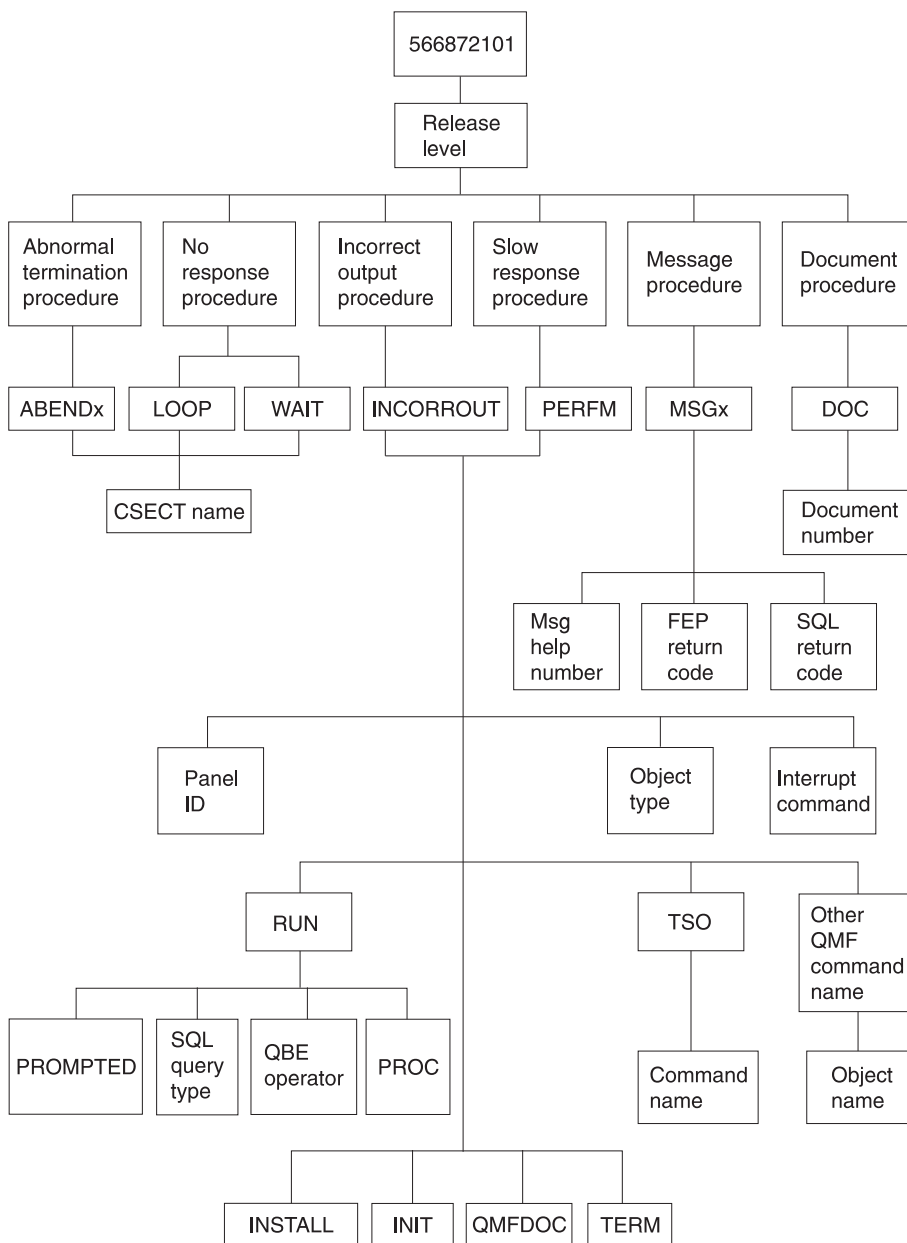 566872101
Release
level
Abnormal
termination
procedure
No
response
procedure
Incorrect
output
procedure
Slow
response
procedure
Message
procedure
Document
procedure
ABENDx
LOOP
WAIT
INCORROUT
PERFM
MSGx
DOC
CSECT name
Document
number
Msg
help
number
FEP
return
code
SQL
return
code
Panel
ID
Object
type
Interrupt
command
RUN
TSO
Other
QMF
command
name
PROMPTED
SQL
query
type
QBE
operator
PROC
Command
name
Object
name
INSTALL
INIT
QMFDOC
TERM